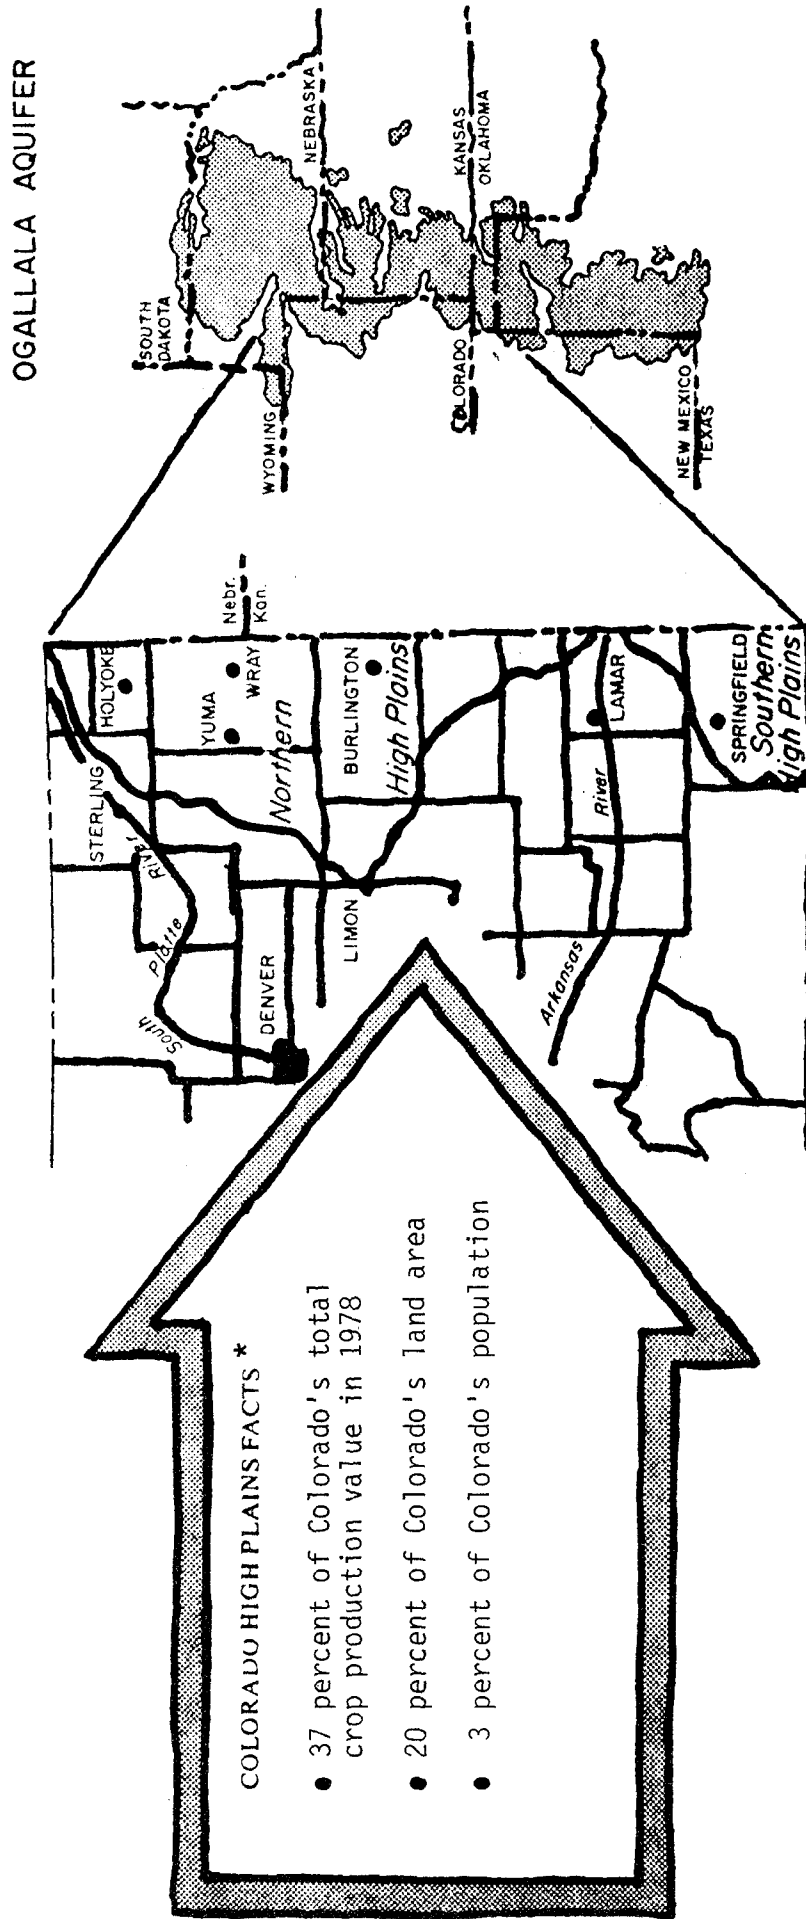 OGALLALA AQUIFER
SOUTH
DAKOTA
WYOMING
NEBRASKA
COLORADO
KANSAS
OKLAHOMA
NEW MEXICO
TEXAS
Nebr.
Kan.
STERLING
HOLYOKE
YUMA
WRAY
Northern
High Plains
BURLINGTON
LIMON
DENVER
South Platte River
Arkansas River
LAMAR
SPRINGFIELD
Southern
High Plains
COLORADO HIGH PLAINS FACTS *
● 37 percent of Colorado's total
crop production value in 1978
● 20 percent of Colorado's land area
● 3 percent of Colorado's population